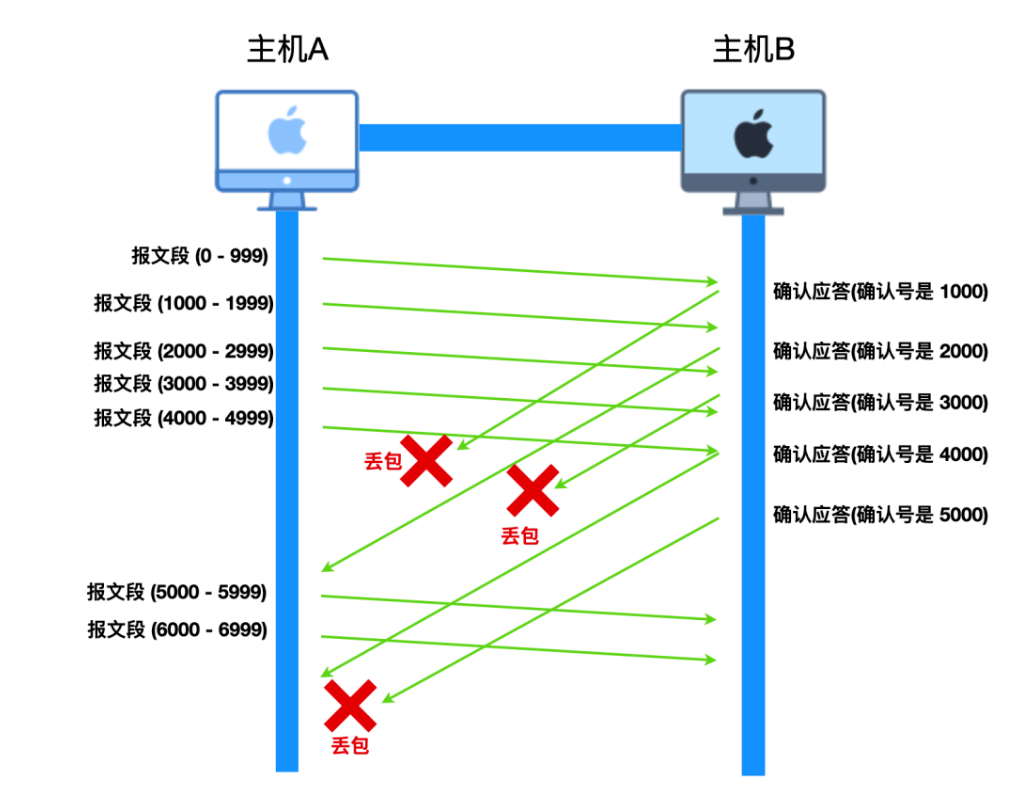 主机A
主机B
报文段 (0 - 999)
确认应答(确认号是 1000)
报文段 (1000 - 1999)
报文段 (2000 - 2999)
确认应答(确认号是 2000)
报文段 (3000 - 3999)
确认应答(确认号是 3000)
报文段 (4000 - 4999)
确认应答(确认号是 4000)
丢包
确认应答(确认号是 5000)
丢包
报文段 (5000 - 5999)
报文段 (6000 - 6999)
丢包